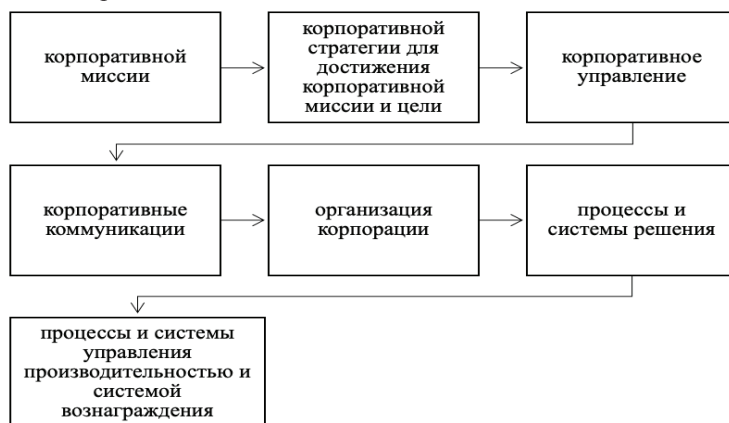 корпоративной
миссии
корпоративной
стратегии для
достижения
корпоративной
миссии и цели
корпоративное
управление
корпоративные
коммуникации
организация
корпорации
процессы и
системы решения
процессы и системы
управления
производительностью и
системой
вознаграждения